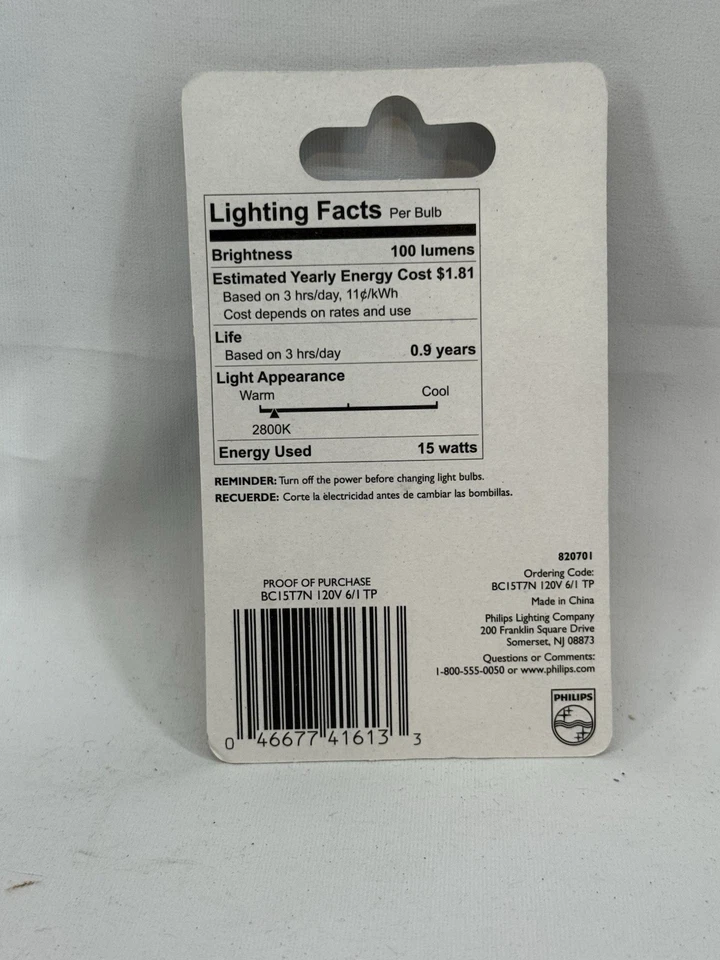 Lighting Facts Per Bulb
Brightness 100 lumens
Estimated Yearly Energy Cost $1.81
Based on 3 hrs/day, 11¢/kWh
Cost depends on rates and use
Life
Based on 3 hrs/day 0.9 years
Light Appearance
Warm Cool
2800K
Energy Used 15 watts
REMINDER: Turn off the power before changing light bulbs.
RECUERDE: Corte la electricidad antes de cambiar las bombillas.
820701
Ordering Code:
BC15T7N 120V 6/1 TP
Made in China
Philips Lighting Company
200 Franklin Square Drive
Somerset, NJ 08873
Questions or Comments:
1-800-555-0050 or www.philips.com
PHILIPS
PROOF OF PURCHASE
BC15T7N 120V 6/1 TP
0 46677 41613 3